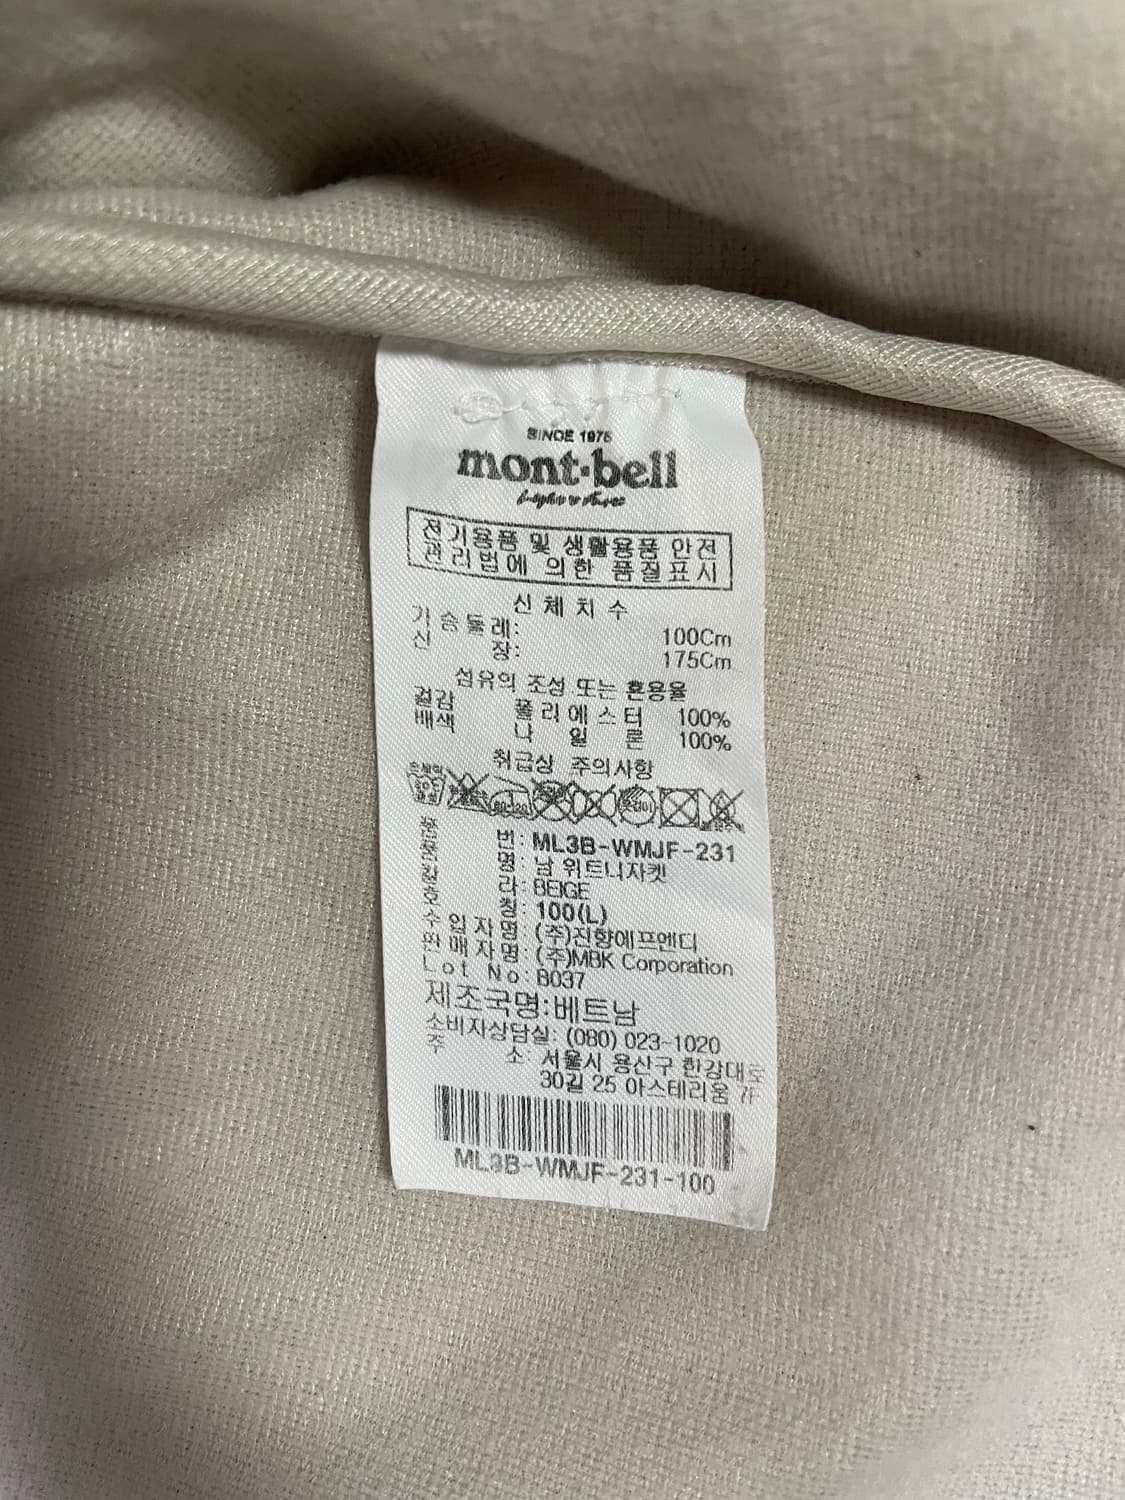 SINCE 1975
mont·bell
전기용품 및 생활용품 안전
관리법에 의한 품질표시
신체치수
가슴둘레: 100Cm
신 장: 175Cm
섬유의 조성 또는 혼용율
겉감 폴리에스터 100%
배색 나일론 100%
취급상 주의사항
품 번: ML3B-WMJF-231
품 명: 남 위트니자켓
칼 라: BEIGE
호 칭: 100(L)
수입자명: (주)진향에프엔디
판매자명: (주)MBK Corporation
Lot No: B037
제조국명:베트남
소비자상담실: (080) 023-1020
주 소: 서울시 용산구 한강대로
30길 25 아스테리움 7F
ML3B-WMJF-231-100